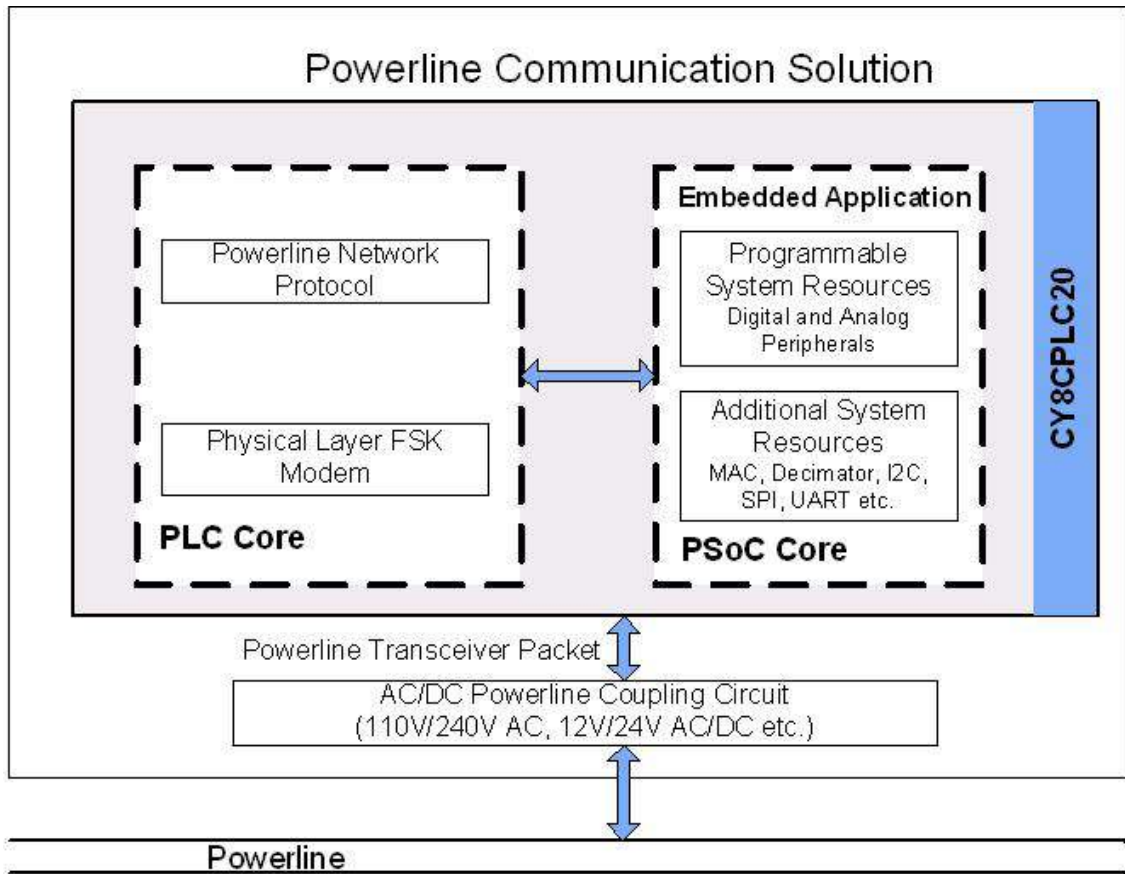 Powerline Communication Solution
Powerline Network
Protocol
Physical Layer FSK
Modem
PLC Core
Embedded Application
Programmable
System Resources
Digital and Analog
Peripherals
Additional System
Resources
MAC, Decimator, I2C,
SPI, UART etc.
PSoC Core
CY8CPLC20
Powerline Transceiver Packet
AC/DC Powerline Coupling Circuit
(110V/240V AC, 12V/24V AC/DC etc.)
Powerline